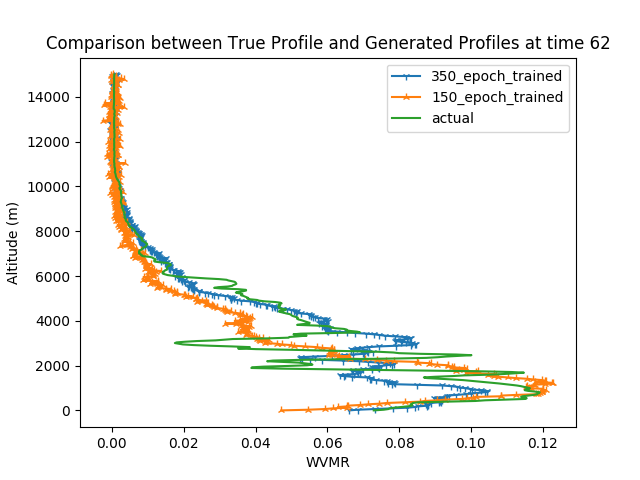 Comparison between True Profile and Generated Profiles at time 62
350_epoch_trained
150_epoch_trained
actual
14000
12000
10000
8000
6000
4000
2000
0
Altitude (m)
0.00 0.02 0.04 0.06 0.08 0.10 0.12
WVMR